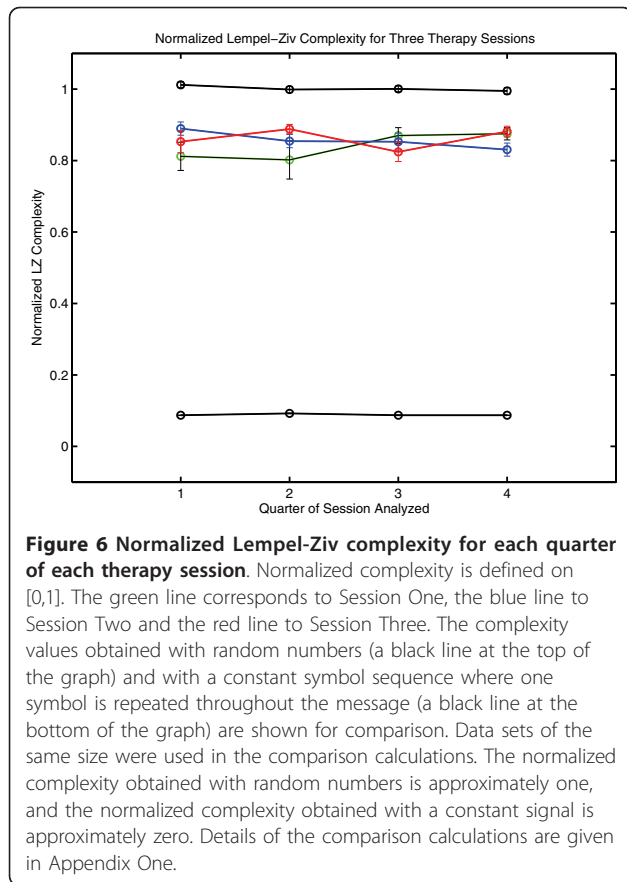 Normalized Lempel−Ziv Complexity for Three Therapy Sessions
1
0.8
0.6
0.4
0.2
0
Normalized LZ Complexity
1 2 3 4
Quarter of Session Analyzed
Figure 6 Normalized Lempel-Ziv complexity for each quarter
of each therapy session. Normalized complexity is defined on
[0,1]. The green line corresponds to Session One, the blue line to
Session Two and the red line to Session Three. The complexity
values obtained with random numbers (a black line at the top of
the graph) and with a constant symbol sequence where one
symbol is repeated throughout the message (a black line at the
bottom of the graph) are shown for comparison. Data sets of the
same size were used in the comparison calculations. The normalized
complexity obtained with random numbers is approximately one,
and the normalized complexity obtained with a constant signal is
approximately zero. Details of the comparison calculations are given
in Appendix One.